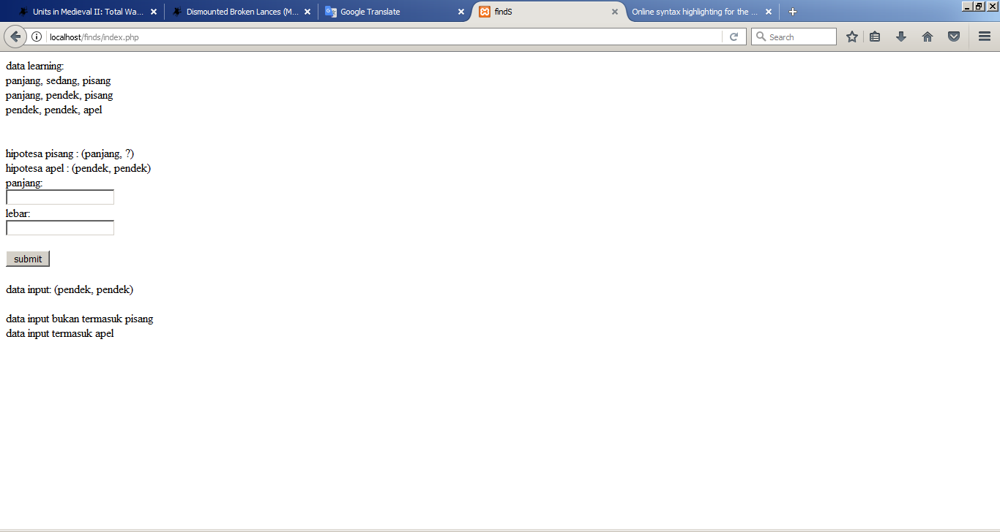 Units in Medieval II: Total Wa...
Dismounted Broken Lances (M...
Google Translate
findS
Online syntax highlighting for the ...
localhost/finds/index.php
Search
data learning:
panjang, sedang, pisang
panjang, pendek, pisang
pendek, pendek, apel
hipotesa pisang : (panjang, ?)
hipotesa apel : (pendek, pendek)
panjang:
lebar:
submit
data input: (pendek, pendek)
data input bukan termasuk pisang
data input termasuk apel